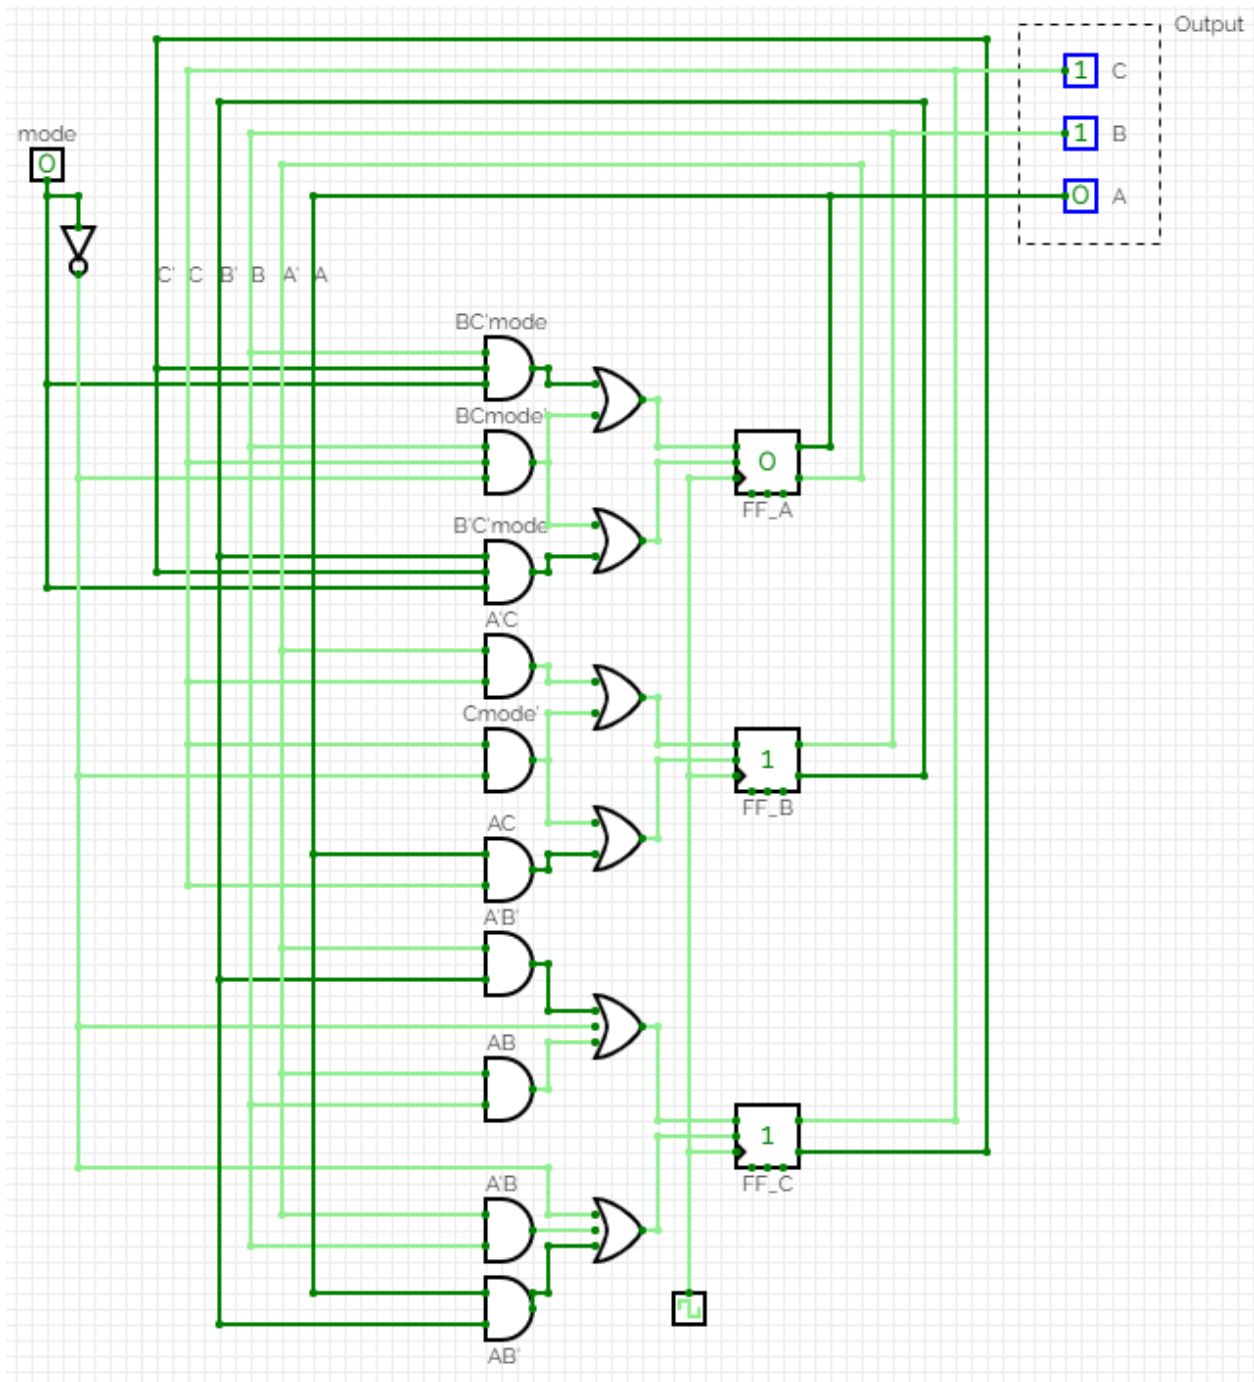 Output
1 C
mode
1 B
0
0 A
C' C B' B A' A
BC'mode
BCmode'
0
FF_A
B'C'mode
A'C
Cmode'
1
FF_B
AC
A'B'
AB
1
FF_C
A'B
AB'